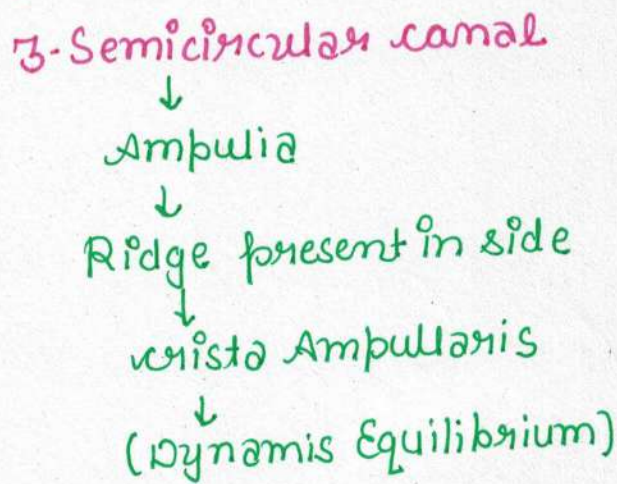 3-Semicircular canal
↓
Ampulia
↓
Ridge present in side
↓
crista Ampullaris
↓
(Dynamis Equilibrium)